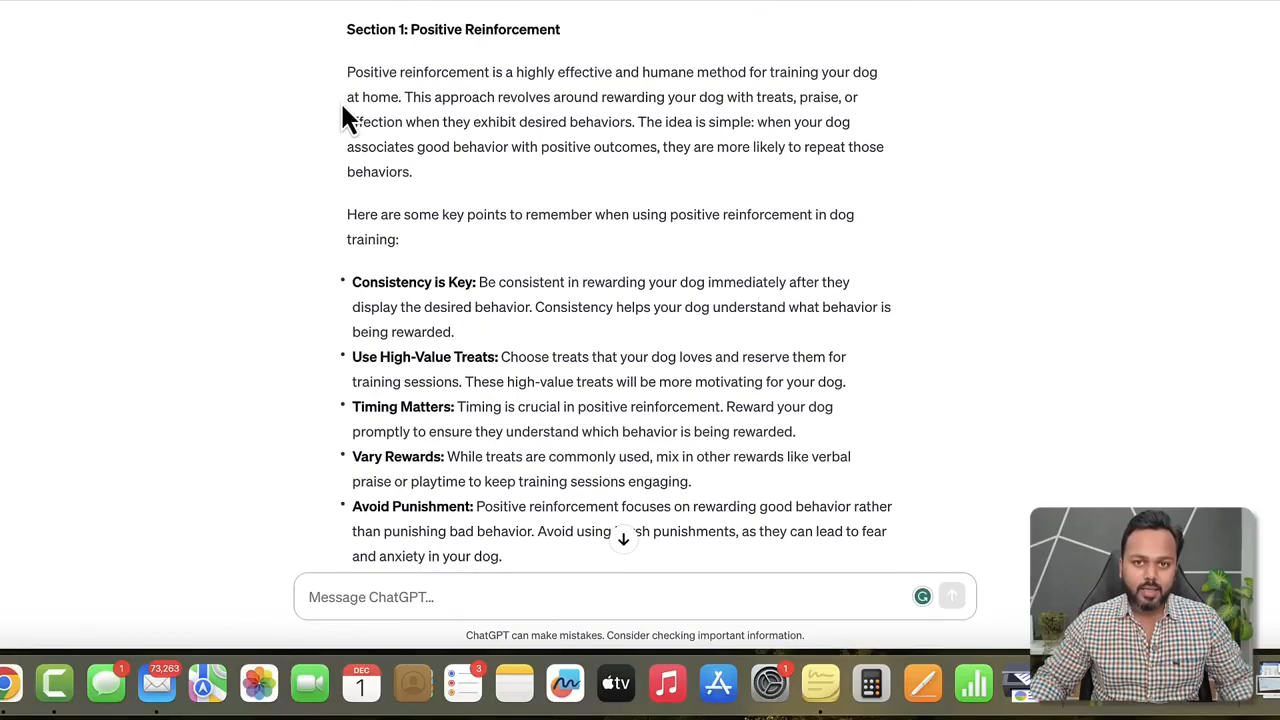 Section 1: Positive Reinforcement
Positive reinforcement is a highly effective and humane method for training your dog
at home. This approach revolves around rewarding your dog with treats, praise, or
when they exhibit desired behaviors. The idea is simple: when your dog
associates good behavior with positive outcomes, they are more likely to repeat those
behaviors.
Here are some key points to remember when using positive reinforcement in dog
training:
• Consistency is Key: Be consistent in rewarding your dog immediately after they
display the desired behavior. Consistency helps your dog understand what behavior is
being rewarded.
• Use High-Value Treats: Choose treats that your dog loves and reserve them for
training sessions. These high-value treats will be more motivating for your dog.
• Timing Matters: Timing is crucial in positive reinforcement. Reward your dog
promptly to ensure they understand which behavior is being rewarded.
• Vary Rewards: While treats are commonly used, mix in other rewards like verbal
praise or playtime to keep training sessions engaging.
• Avoid Punishment: Positive reinforcement focuses on rewarding good behavior rather
than punishing bad behavior. Avoid using punishments, as they can lead to fear
and anxiety in your dog.
Message ChatGPT...
ChatGPT can make mistakes. Consider checking important information.
1
73,263
DEC
1
3
tv
1